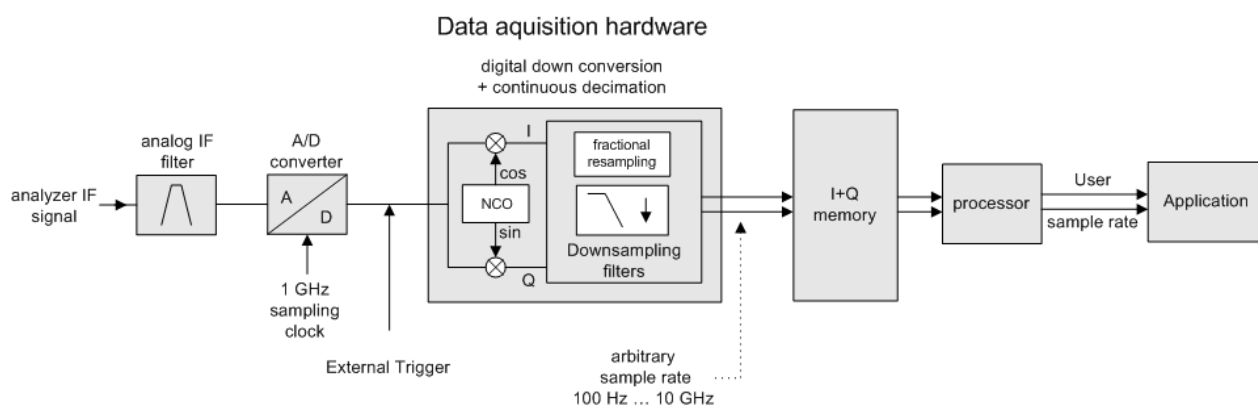 Data aquisition hardware
digital down conversion
+ continuous decimation
analog IF
filter
A/D
converter
analyzer IF
signal
A
D
1 GHz
sampling
clock
External Trigger
I
cos
NCO
sin
Q
fractional
resampling
Downsampling
filters
arbitrary
sample rate
100 Hz ... 10 GHz
I+Q
memory
processor
User
sample rate
Application